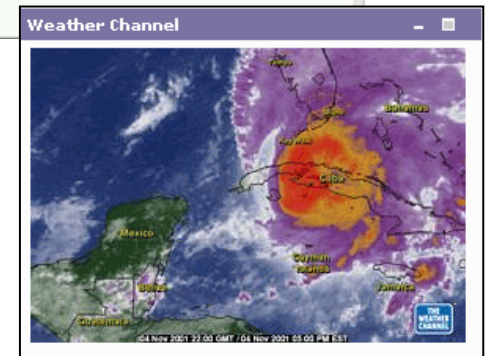 Weather Channel
Tampa
Bahamas
Key West
Cuba
Mexico
Cayman
Islands
Belize
Jamaica
Guatemala
THE
WEATHER
CHANNEL
04 Nov 2001 22:00 GMT / 04 Nov 2001 05:00 PM EST